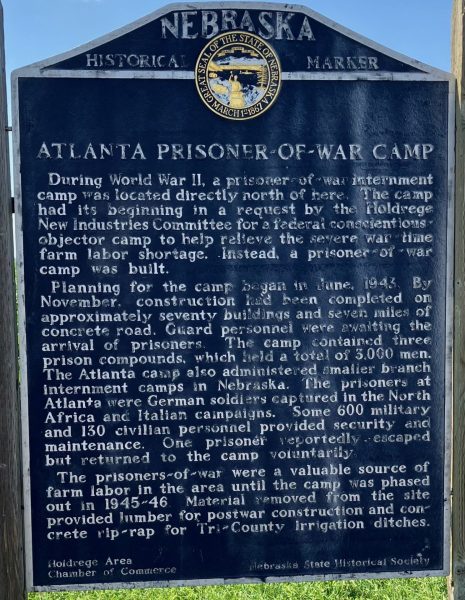 NEBRASKA
HISTORICAL MARKER
GREAT SEAL OF THE STATE OF NEBRASKA
MARCH 1ST 1867
ATLANTA PRISONER-OF-WAR CAMP
During World War II, a prisoner-of-war internment
camp was located directly north of here. The camp
had its beginning in a request by the Holdrege
New Industries Committee for a federal conscientious-
objector camp to help relieve the severe war time
farm labor shortage. Instead, a prisoner-of-war
camp was built.
Planning for the camp began in June, 1943. By
November, construction had been completed on
approximately seventy buildings and seven miles of
concrete road. Guard personnel were awaiting the
arrival of prisoners. The camp contained three
prison compounds, which held a total of 3,000 men.
The Atlanta camp also administered smaller branch
internment camps in Nebraska. The prisoners at
Atlanta were German soldiers captured in the North
Africa and Italian campaigns. Some 600 military
and 130 civilian personnel provided security and
maintenance. One prisoner reportedly escaped
but returned to the camp voluntarily.
The prisoners-of-war were a valuable source of
farm labor in the area until the camp was phased
out in 1945-46. Material removed from the site
provided lumber for postwar construction and con-
crete rip-rap for Tri-County Irrigation ditches.
Holdrege Area
Chamber of Commerce
Nebraska State Historical Society